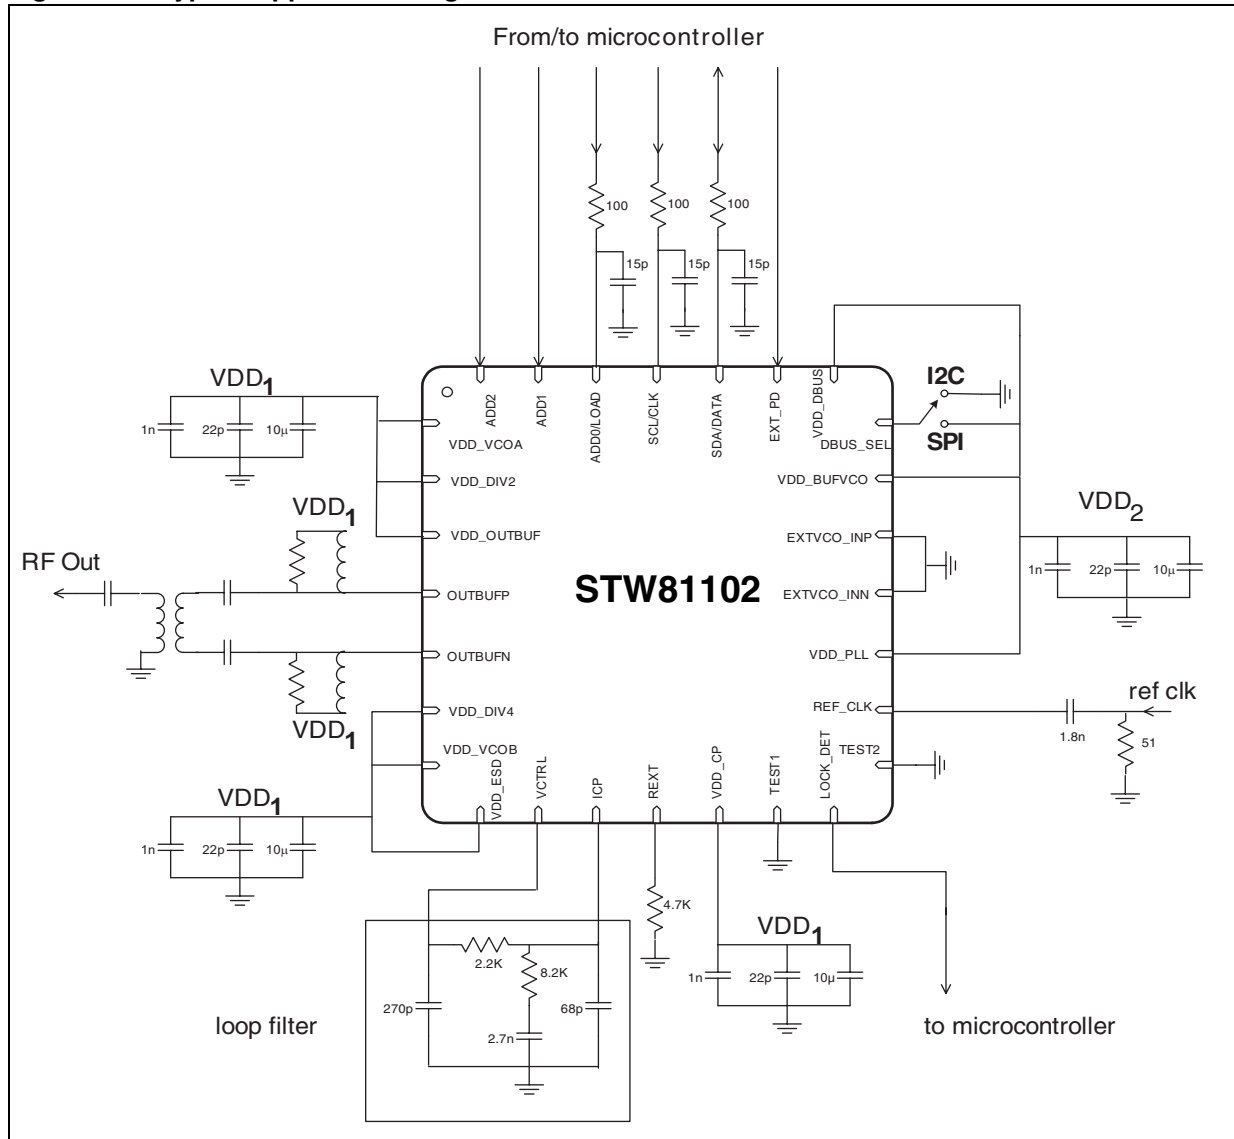 From/to microcontroller
100
100
100
15p
15p
15p
VDD1
1n
22p
10µ
ADD2
ADD1
ADD0/LOAD
SCL/CLK
SDA/DATA
EXT_PD
VDD_DBUS
I2C
SPI
DBUS_SEL
VDD_VCOA
VDD_DIV2
VDD_OUTBUF
VDD_BUFVCO
EXTVCO_INP
EXTVCO_INN
VDD2
1n
22p
10µ
VDD1
RF Out
OUTBUFP
OUTBUFN
STW81102
VDD1
VDD_PLL
REF_CLK
ref clk
1.8n
51
TEST2
VDD_DIV4
VDD_VCOB
VDD_ESD
VCTRL
ICP
REXT
VDD_CP
TEST1
LOCK_DET
VDD1
1n
22p
10µ
4.7K
VDD1
1n
22p
10µ
2.2K
8.2K
270p
68p
2.7n
loop filter
to microcontroller